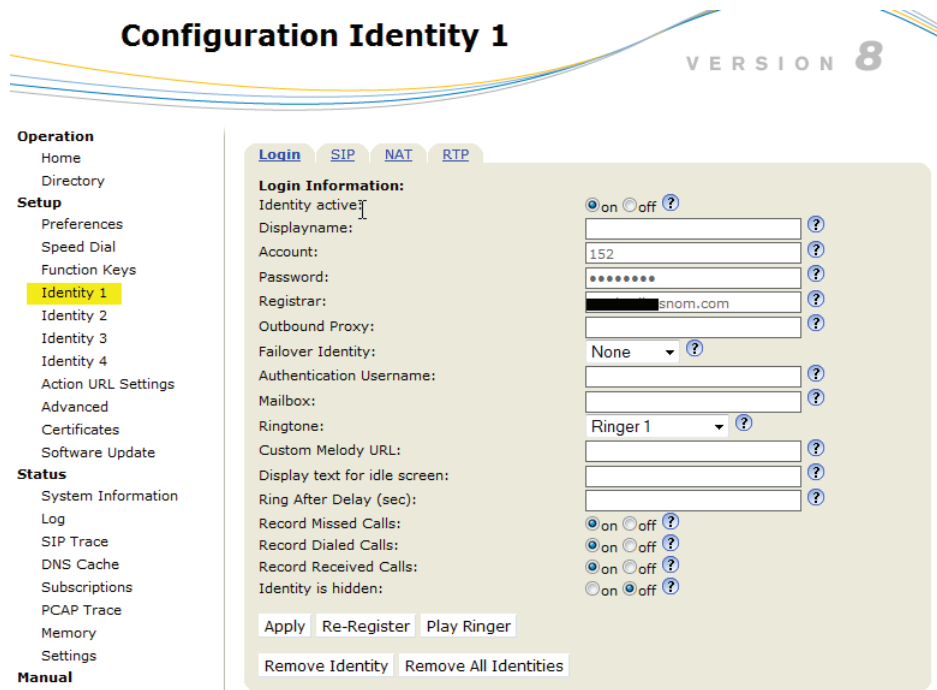 Configuration Identity 1
VERSION 8
Operation
Home
Directory
Setup
Preferences
Speed Dial
Function Keys
Identity 1
Identity 2
Identity 3
Identity 4
Action URL Settings
Advanced
Certificates
Software Update
Status
System Information
Log
SIP Trace
DNS Cache
Subscriptions
PCAP Trace
Memory
Settings
Manual
Login SIP NAT RTP
Login Information:
Identity active: on off ?
Displayname: ?
Account: 152 ?
Password: •••••••• ?
Registrar: snom.com ?
Outbound Proxy: ?
Failover Identity: None ?
Authentication Username: ?
Mailbox: ?
Ringtone: Ringer 1 ?
Custom Melody URL: ?
Display text for idle screen: ?
Ring After Delay (sec): ?
Record Missed Calls: on off ?
Record Dialed Calls: on off ?
Record Received Calls: on off ?
Identity is hidden: on off ?
Apply Re-Register Play Ringer
Remove Identity Remove All Identities